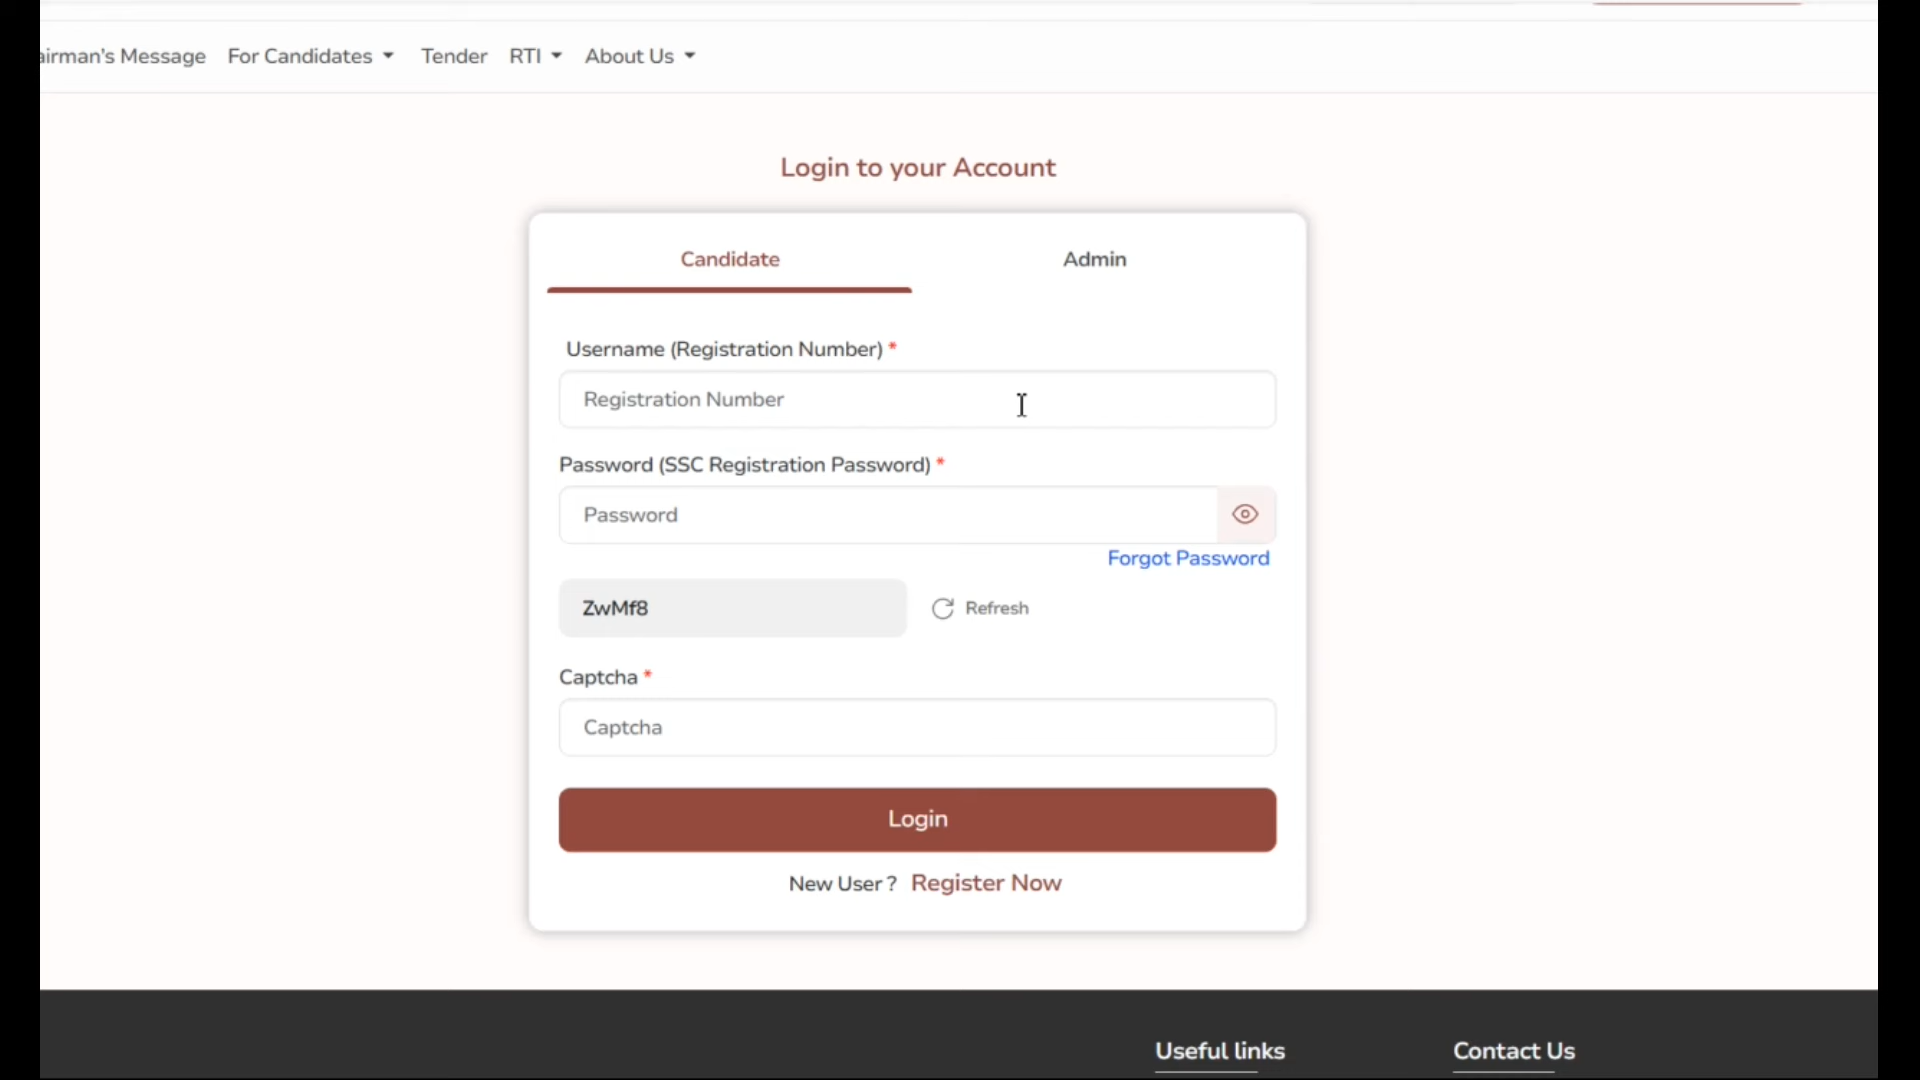 airman's Message For Candidates Tender RTI About Us
Login to your Account
Candidate Admin
Username (Registration Number) *
Registration Number
Password (SSC Registration Password) *
Password
Forgot Password
ZwMf8 Refresh
Captcha *
Captcha
Login
New User ? Register Now
Useful links Contact Us